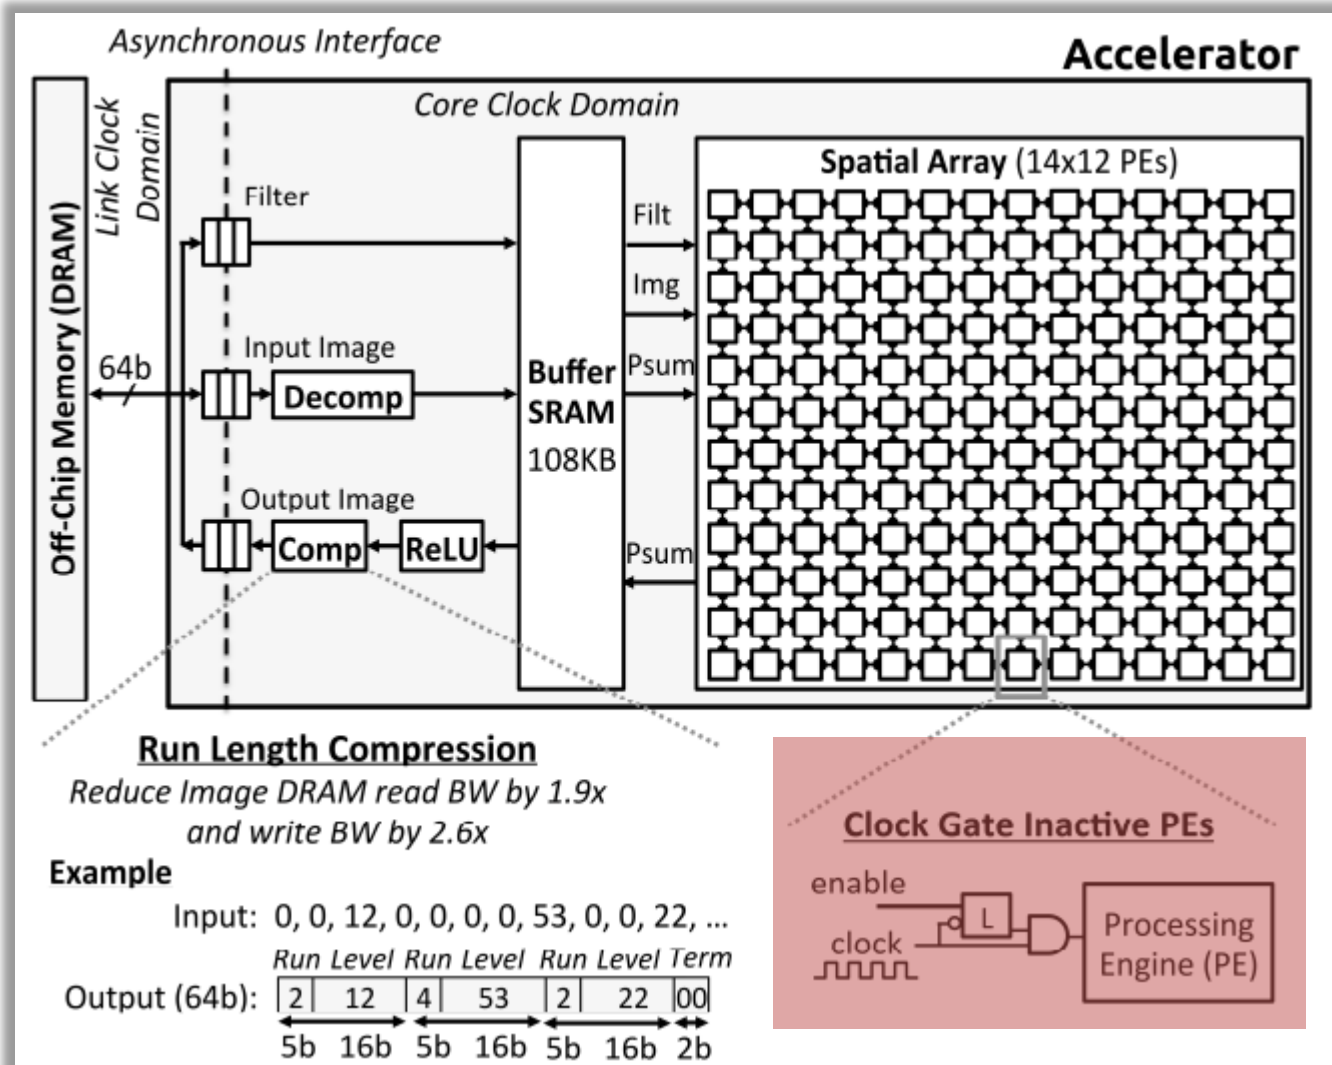 Asynchronous Interface
Accelerator
Core Clock Domain
Link Clock
Domain
Off-Chip Memory (DRAM)
64b
Filter
Input Image
Decomp
Output Image
Comp
ReLU
Buffer
SRAM
108KB
Filt
Img
Psum
Psum
Spatial Array (14x12 PEs)
Run Length Compression
Reduce Image DRAM read BW by 1.9x
and write BW by 2.6x
Example
Input: 0, 0, 12, 0, 0, 0, 0, 53, 0, 0, 22, ...
Run Level Run Level Run Level Term
Output (64b): 2 12 4 53 2 22 00
5b 16b 5b 16b 5b 16b 2b
Clock Gate Inactive PEs
enable
L
clock
Processing
Engine (PE)